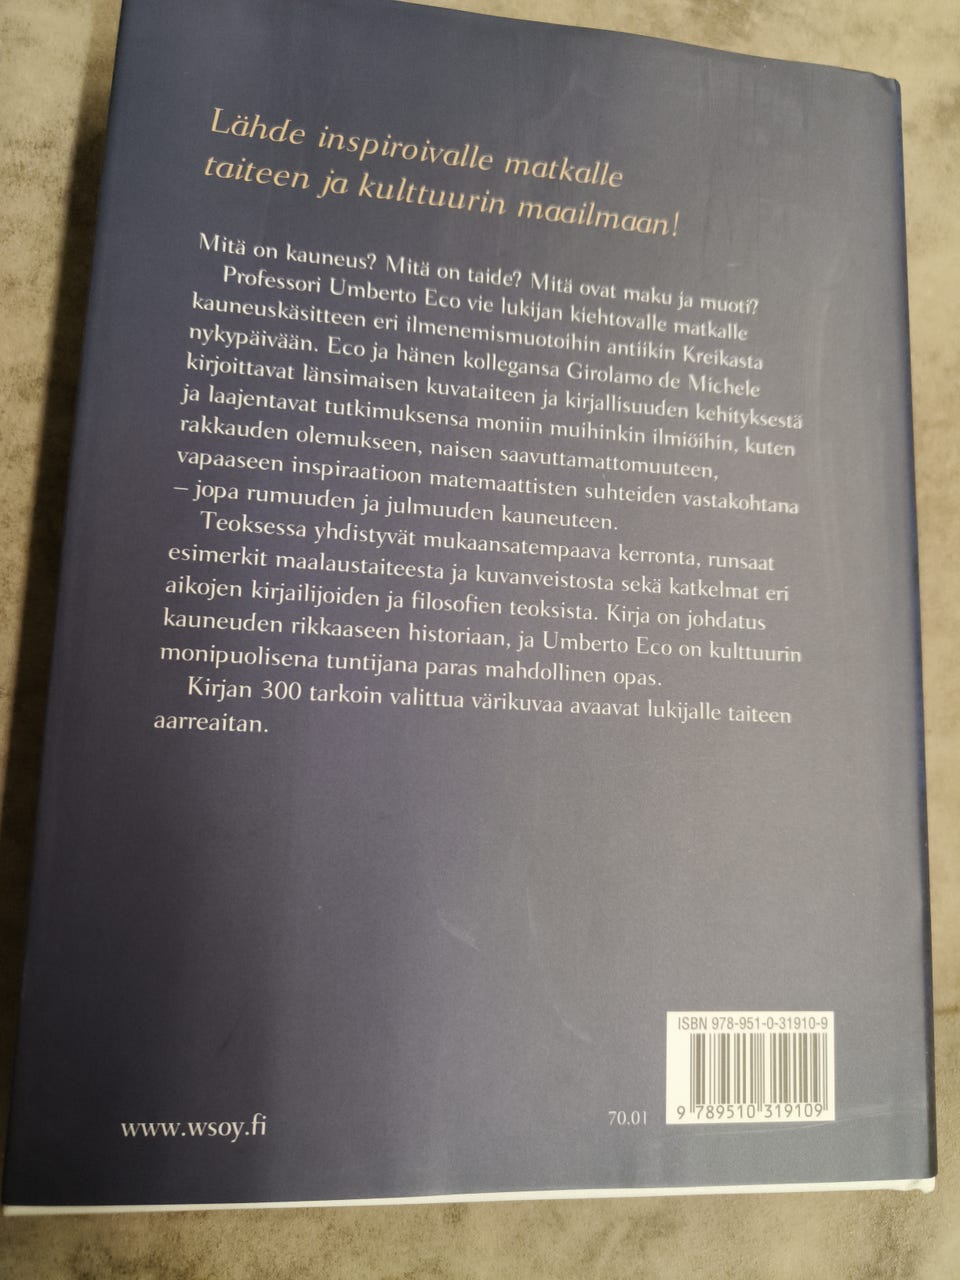 Lähde inspiroivalle matkalle
taiteen ja kulttuurin maailmaan!
Mitä on kauneus? Mitä on taide? Mitä ovat maku ja muoti?
Professori Umberto Eco vie lukijan kiehtovalle matkalle
kauneuskäsitteen eri ilmenemismuotoihin antiikin Kreikasta
nykypäivään. Eco ja hänen kollegansa Girolamo de Michele
kirjoittavat länsimaisen kuvataiteen ja kirjallisuuden kehityksestä
ja laajentavat tutkimuksensa moniin muihinkin ilmiöihin, kuten
rakkauden olemukseen, naisen saavuttamattomuuteen,
vapaaseen inspiraatioon matemaattisten suhteiden vastakohtana
– jopa rumuuden ja julmuuden kauneuteen.
Teoksessa yhdistyvät mukaansatempaava kerronta, runsaat
esimerkit maalaustaiteesta ja kuvanveistosta sekä katkelmat eri
aikojen kirjailijoiden ja filosofien teoksista. Kirja on johdatus
kauneuden rikkaaseen historiaan, ja Umberto Eco on kulttuurin
monipuolisena tuntijana paras mahdollinen opas.
Kirjan 300 tarkoin valittua värikuvaa avaavat lukijalle taiteen
aarreaitan.
ISBN 978-951-0-31910-9
9 789510 319109
70.01
www.wsoy.fi